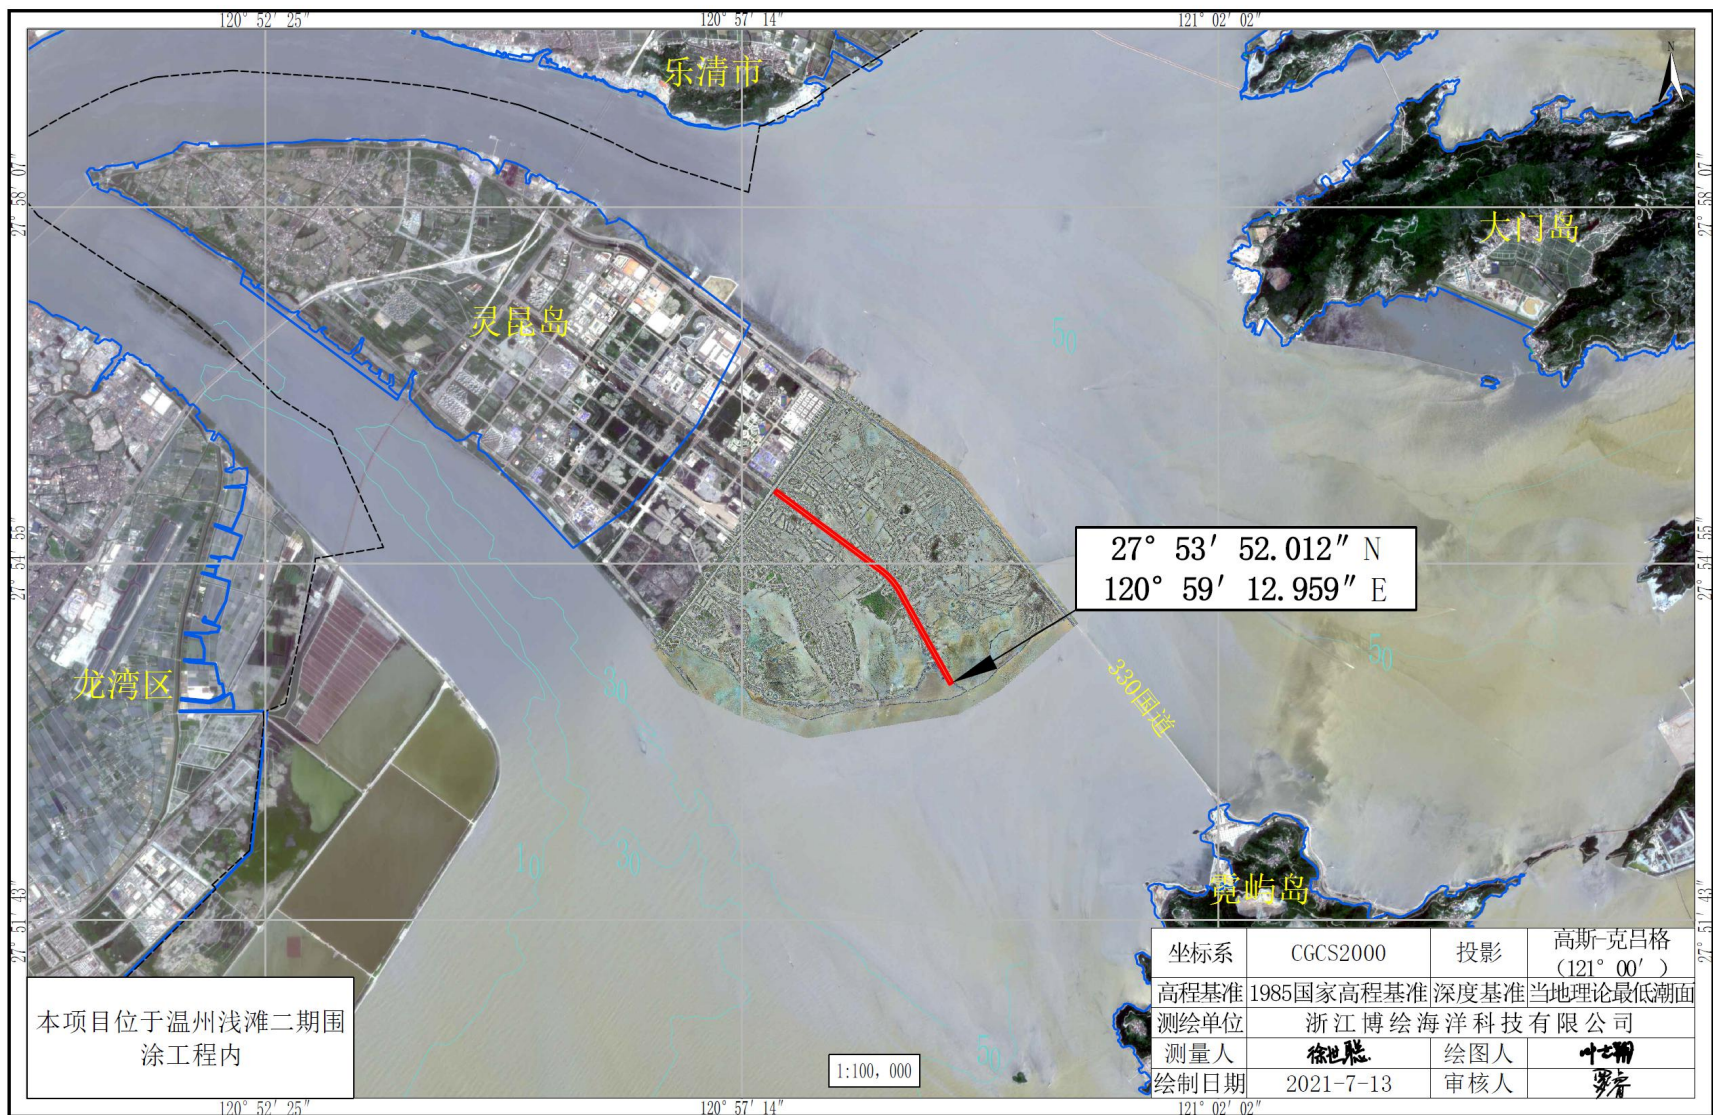 120° 52′ 25″
120° 57′ 14″
121° 02′ 02″
N
乐清市
27° 58′ 07″
27° 58′ 07″
大门岛
灵昆岛
5₀
27° 54′ 55″
27° 54′ 55″
27° 53′ 52.012″ N
120° 59′ 12.959″ E
龙湾区
3₀
330国道
5₀
1₀
3₀
霓屿岛
27° 51′ 43″
27° 51′ 43″
坐标系 CGCS2000 投影 高斯-克吕格
(121° 00′ )
高程基准 1985国家高程基准 深度基准 当地理论最低潮面
测绘单位 浙江博绘海洋科技有限公司
测量人 徐世聪 绘图人
绘制日期 2021-7-13 审核人
本项目位于温州浅滩二期围
涂工程内
1:100, 000
5₀
120° 52′ 25″
120° 57′ 14″
121° 02′ 02″